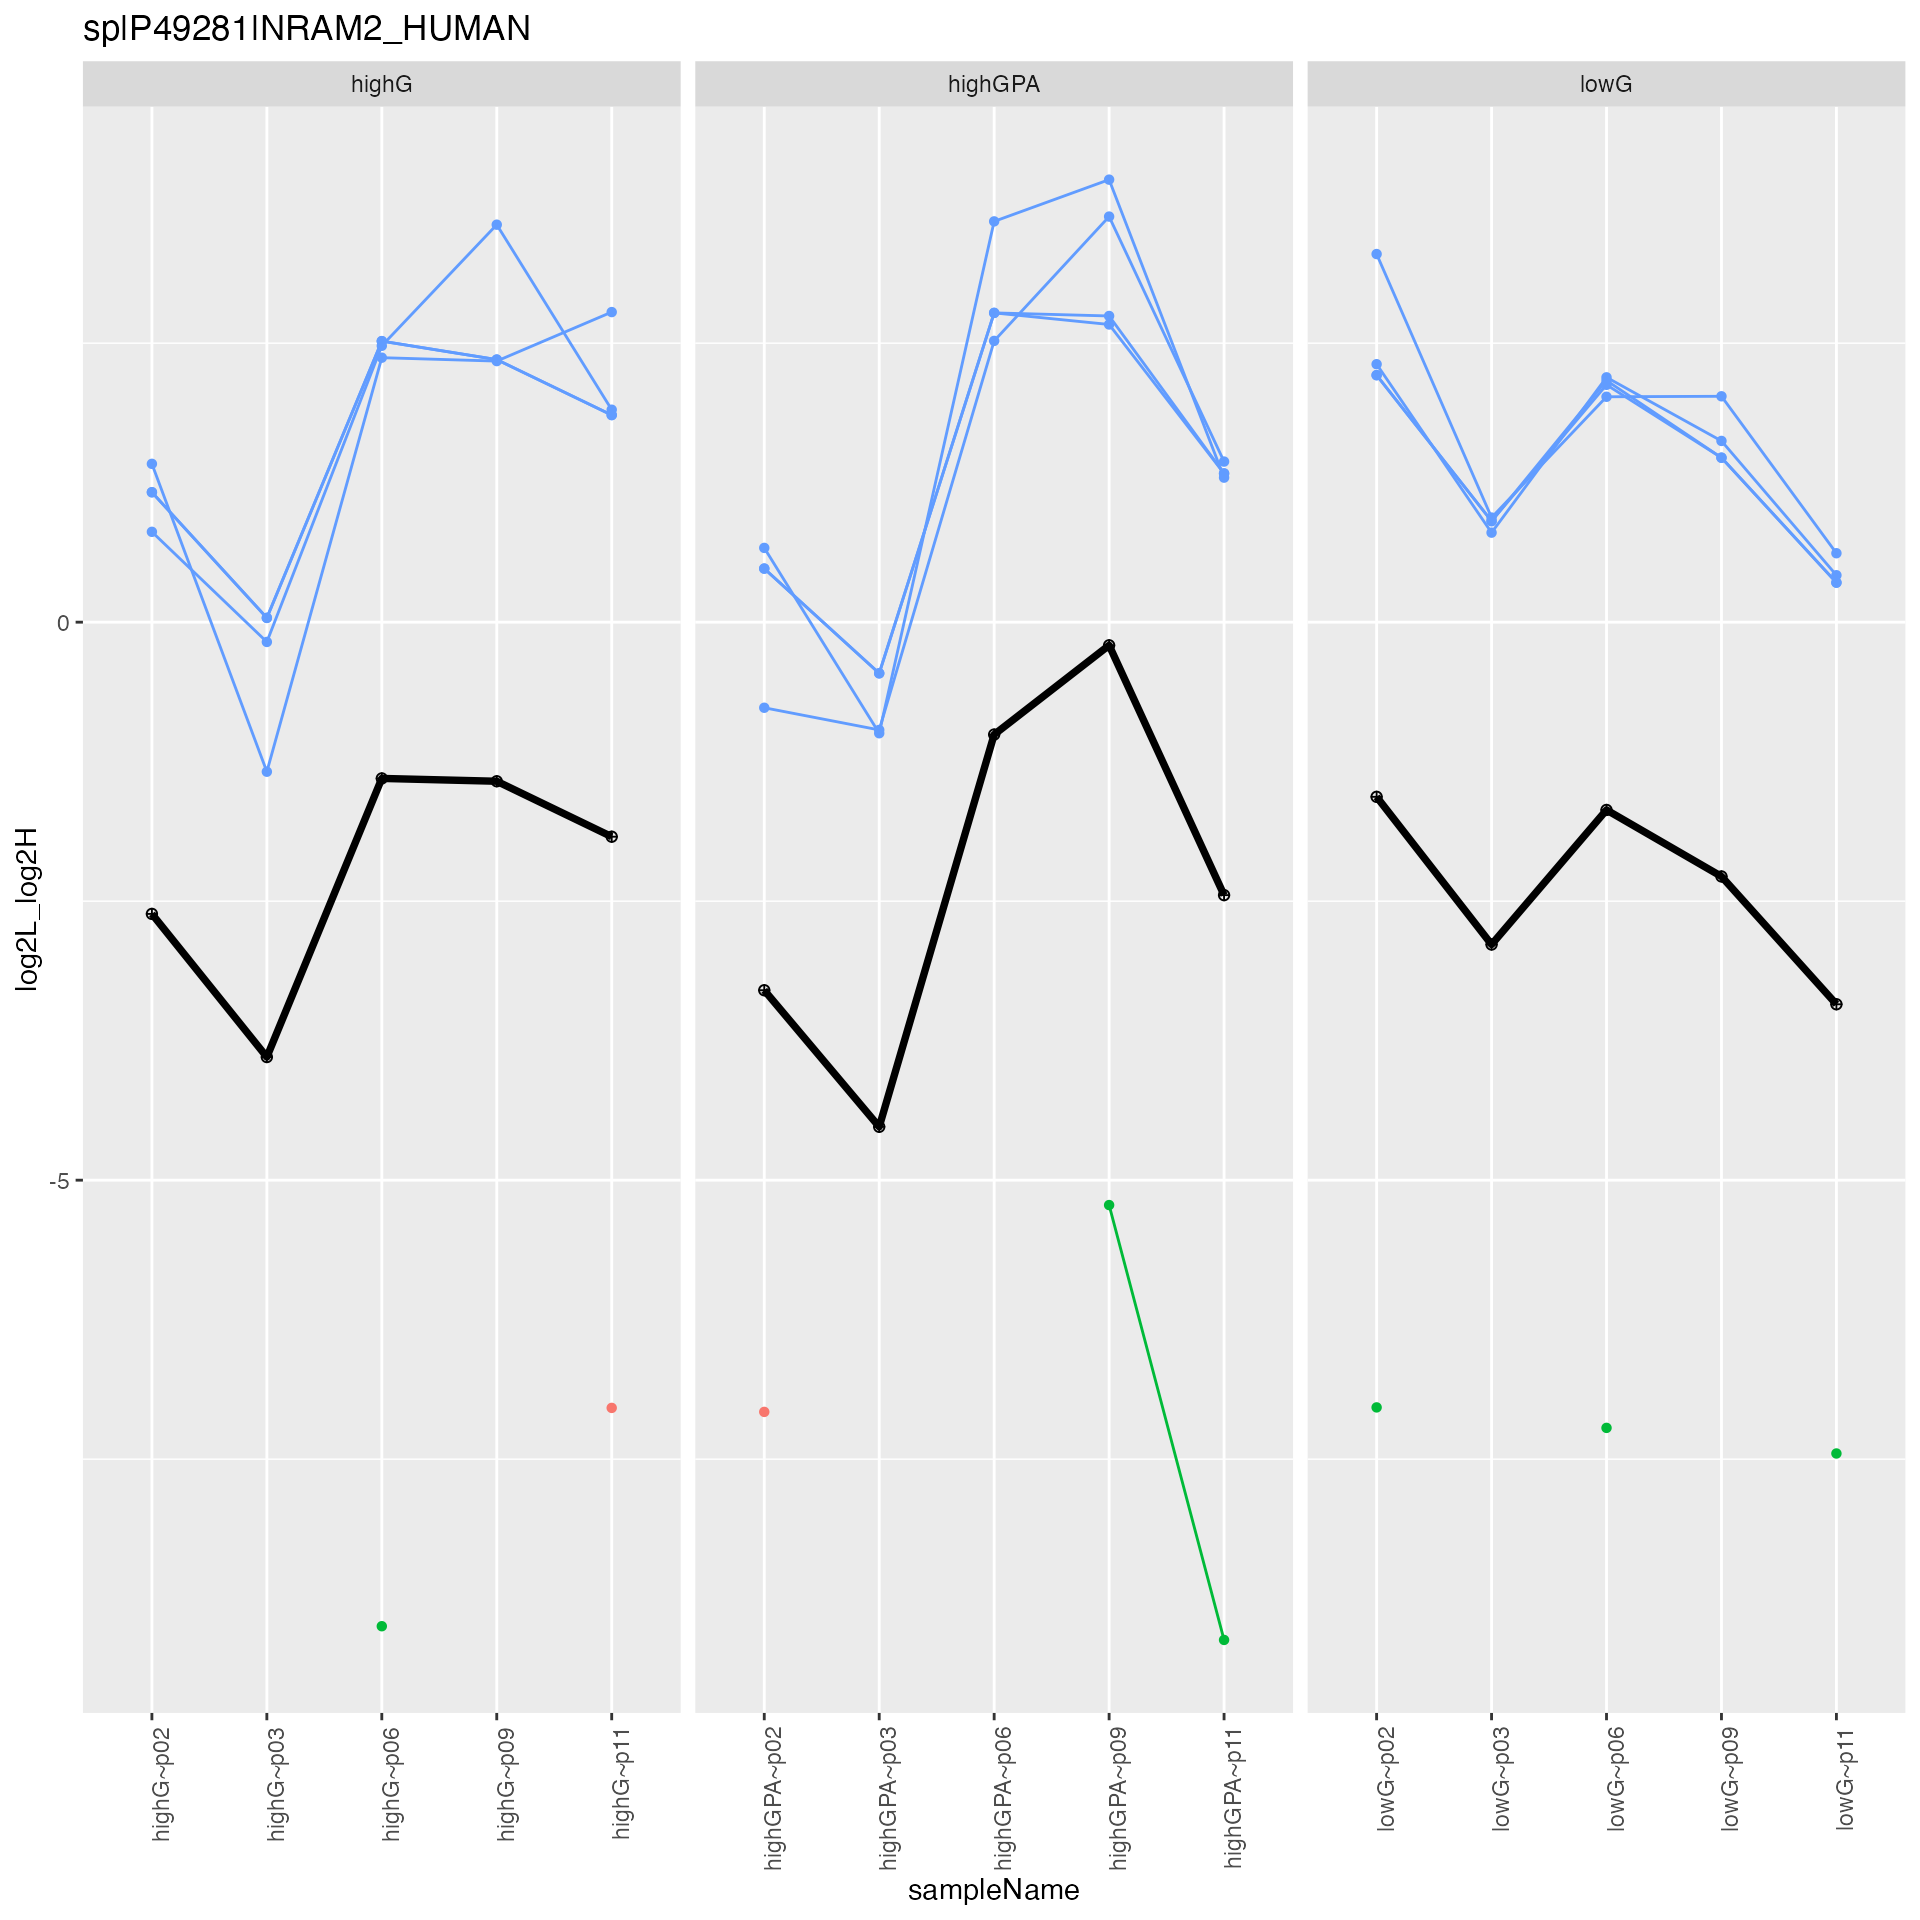 sp|P49281|NRAM2_HUMAN
highG
highGPA
lowG
log2L_log2H
0
-5
highG~p02
highG~p03
highG~p06
highG~p09
highG~p11
highGPA~p02
highGPA~p03
highGPA~p06
highGPA~p09
highGPA~p11
lowG~p02
lowG~p03
lowG~p06
lowG~p09
lowG~p11
sampleName